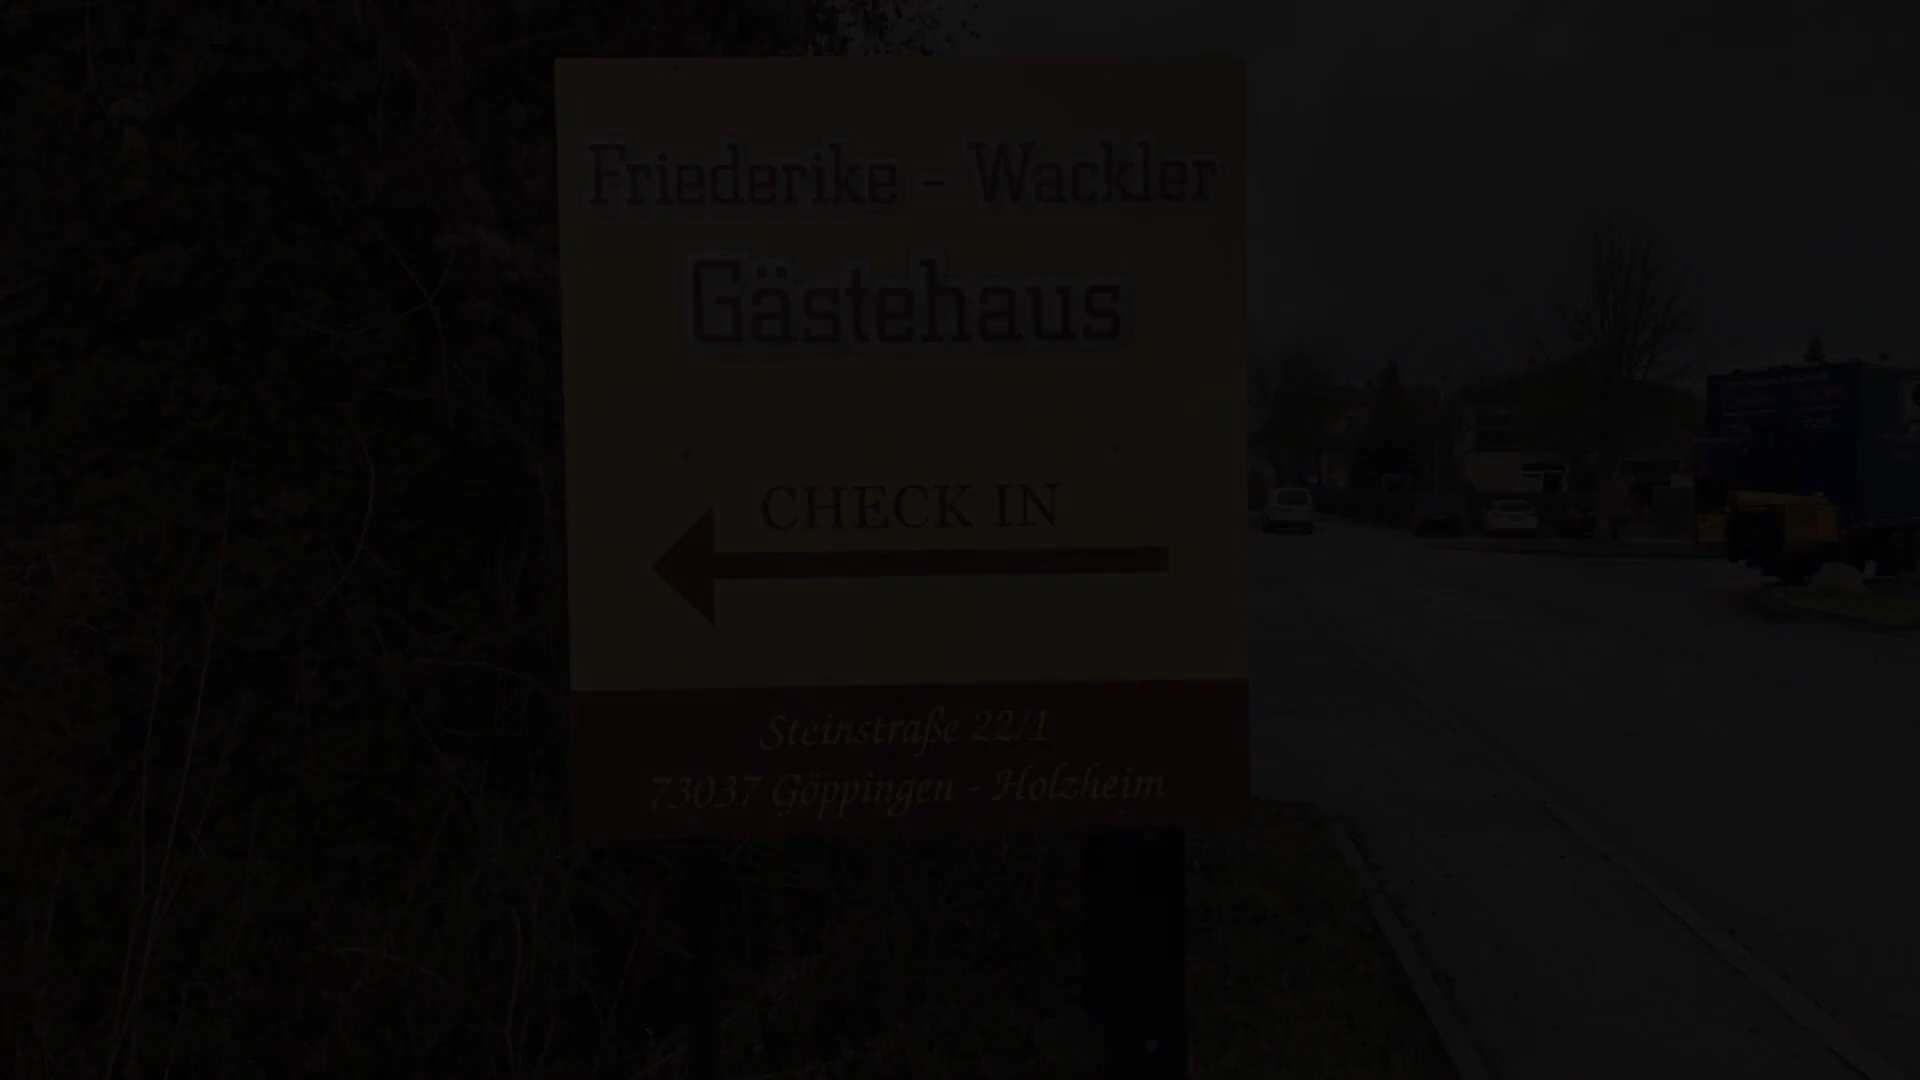 Friederike - Wackler
Gästehaus
CHECK IN
Steinstraße 22/1
73037 Göppingen - Holzheim